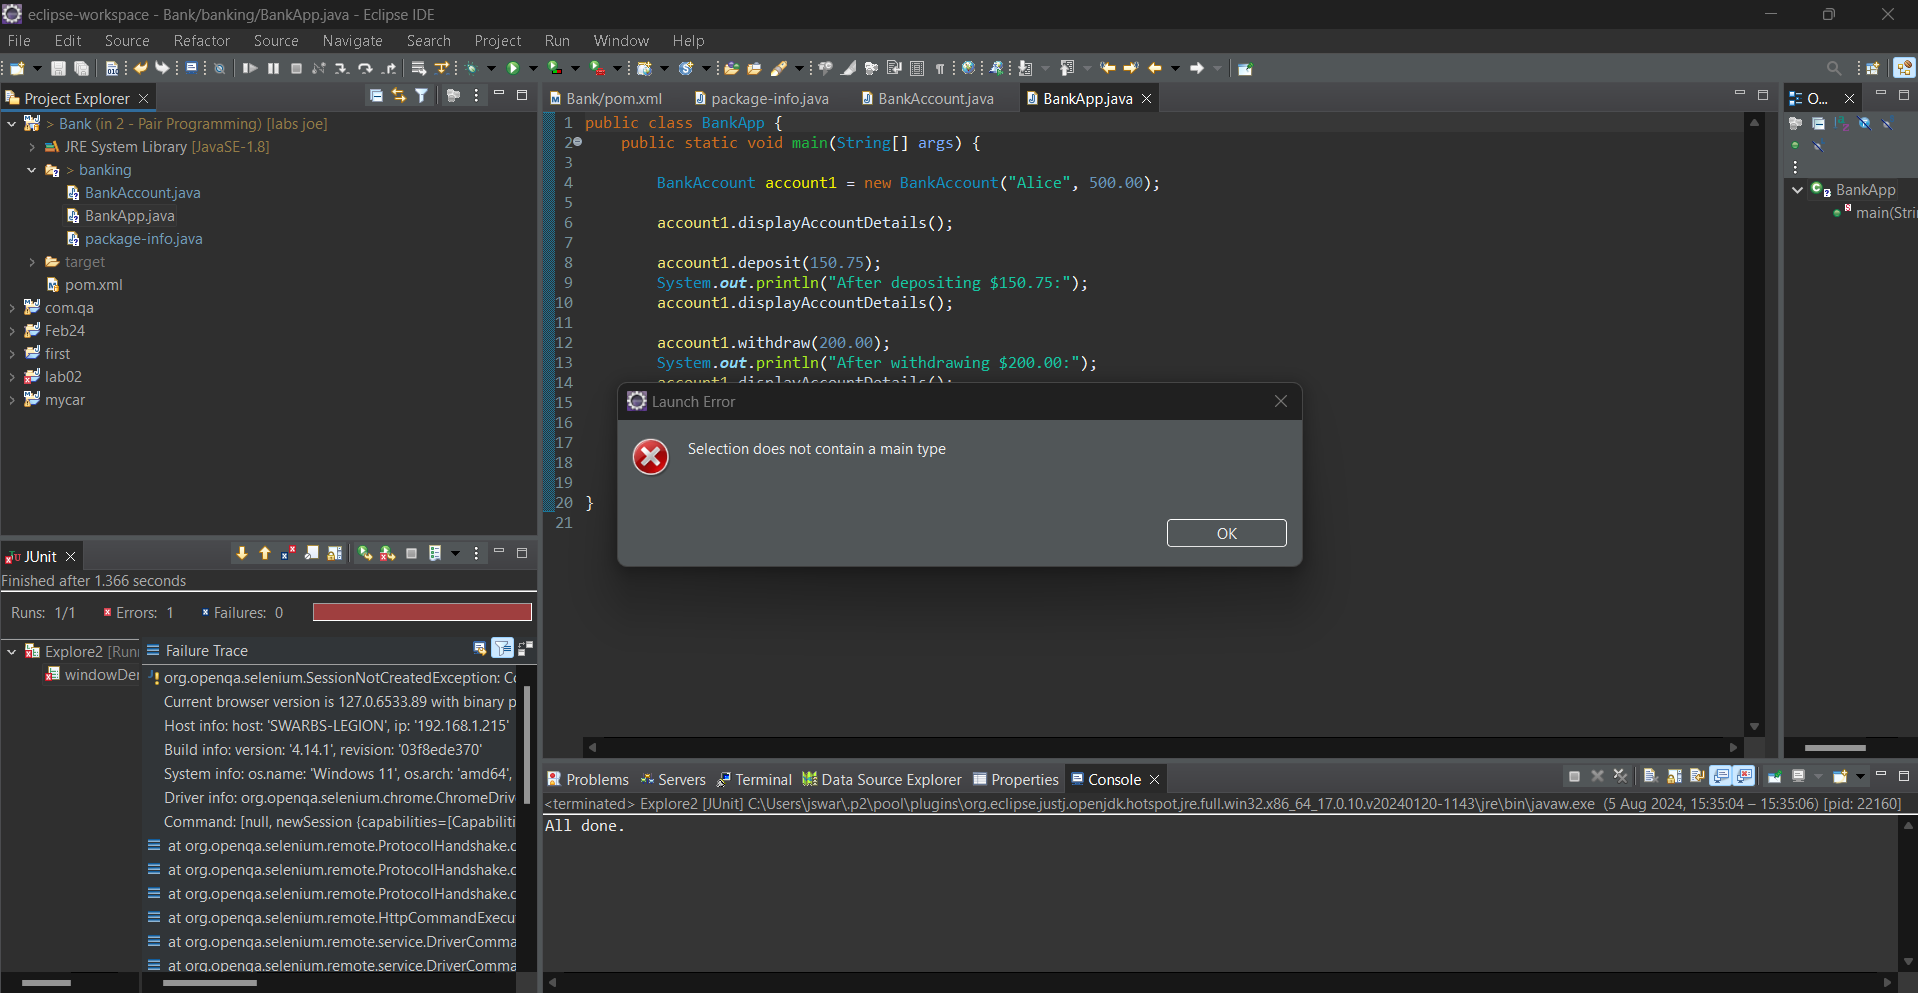 eclipse-workspace - Bank/banking/BankApp.java - Eclipse IDE
File Edit Source Refactor Source Navigate Search Project Run Window Help
Project Explorer
> Bank (in 2 - Pair Programming) [labs joe]
JRE System Library [JavaSE-1.8]
> banking
BankAccount.java
BankApp.java
package-info.java
target
pom.xml
com.qa
Feb24
first
lab02
mycar
Bank/pom.xml package-info.java BankAccount.java BankApp.java
1 public class BankApp {
2 public static void main(String[] args) {
3
4 BankAccount account1 = new BankAccount("Alice", 500.00);
5
6 account1.displayAccountDetails();
7
8 account1.deposit(150.75);
9 System.out.println("After depositing $150.75:");
10 account1.displayAccountDetails();
11
12 account1.withdraw(200.00);
13 System.out.println("After withdrawing $200.00:");
14 account1.displayAccountDetails();
15
16
17
18
19
20 }
21
Launch Error
Selection does not contain a main type
OK
O...
BankApp
main(Stri
JUnit
Finished after 1.366 seconds
Runs: 1/1 Errors: 1 Failures: 0
Explore2 [Run
windowDe
Failure Trace
org.openqa.selenium.SessionNotCreatedException: Co
Current browser version is 127.0.6533.89 with binary p
Host info: host: 'SWARBS-LEGION', ip: '192.168.1.215'
Build info: version: '4.14.1', revision: '03f8ede370'
System info: os.name: 'Windows 11', os.arch: 'amd64',
Driver info: org.openqa.selenium.chrome.ChromeDriv
Command: [null, newSession {capabilities=[Capabiliti
at org.openqa.selenium.remote.ProtocolHandshake.c
at org.openqa.selenium.remote.ProtocolHandshake.c
at org.openqa.selenium.remote.ProtocolHandshake.c
at org.openqa.selenium.remote.HttpCommandExecu
at org.openqa.selenium.remote.service.DriverComma
at org.openqa.selenium.remote.service.DriverComma
Problems Servers Terminal Data Source Explorer Properties Console
<terminated> Explore2 [JUnit] C:\Users\jswar\.p2\pool\plugins\org.eclipse.justj.openjdk.hotspot.jre.full.win32.x86_64_17.0.10.v20240120-1143\jre\bin\javaw.exe (5 Aug 2024, 15:35:04 – 15:35:06) [pid: 22160]
All done.